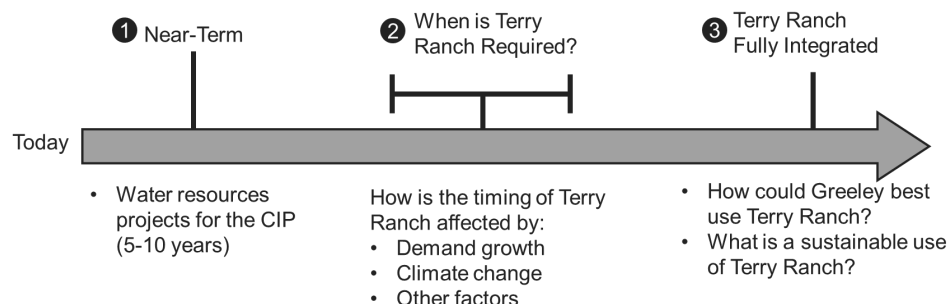 1 Near-Term
2 When is Terry
Ranch Required?
3 Terry Ranch
Fully Integrated
Today
• Water resources
projects for the CIP
(5-10 years)
How is the timing of Terry
Ranch affected by:
• Demand growth
• Climate change
• Other factors
• How could Greeley best
use Terry Ranch?
• What is a sustainable use
of Terry Ranch?